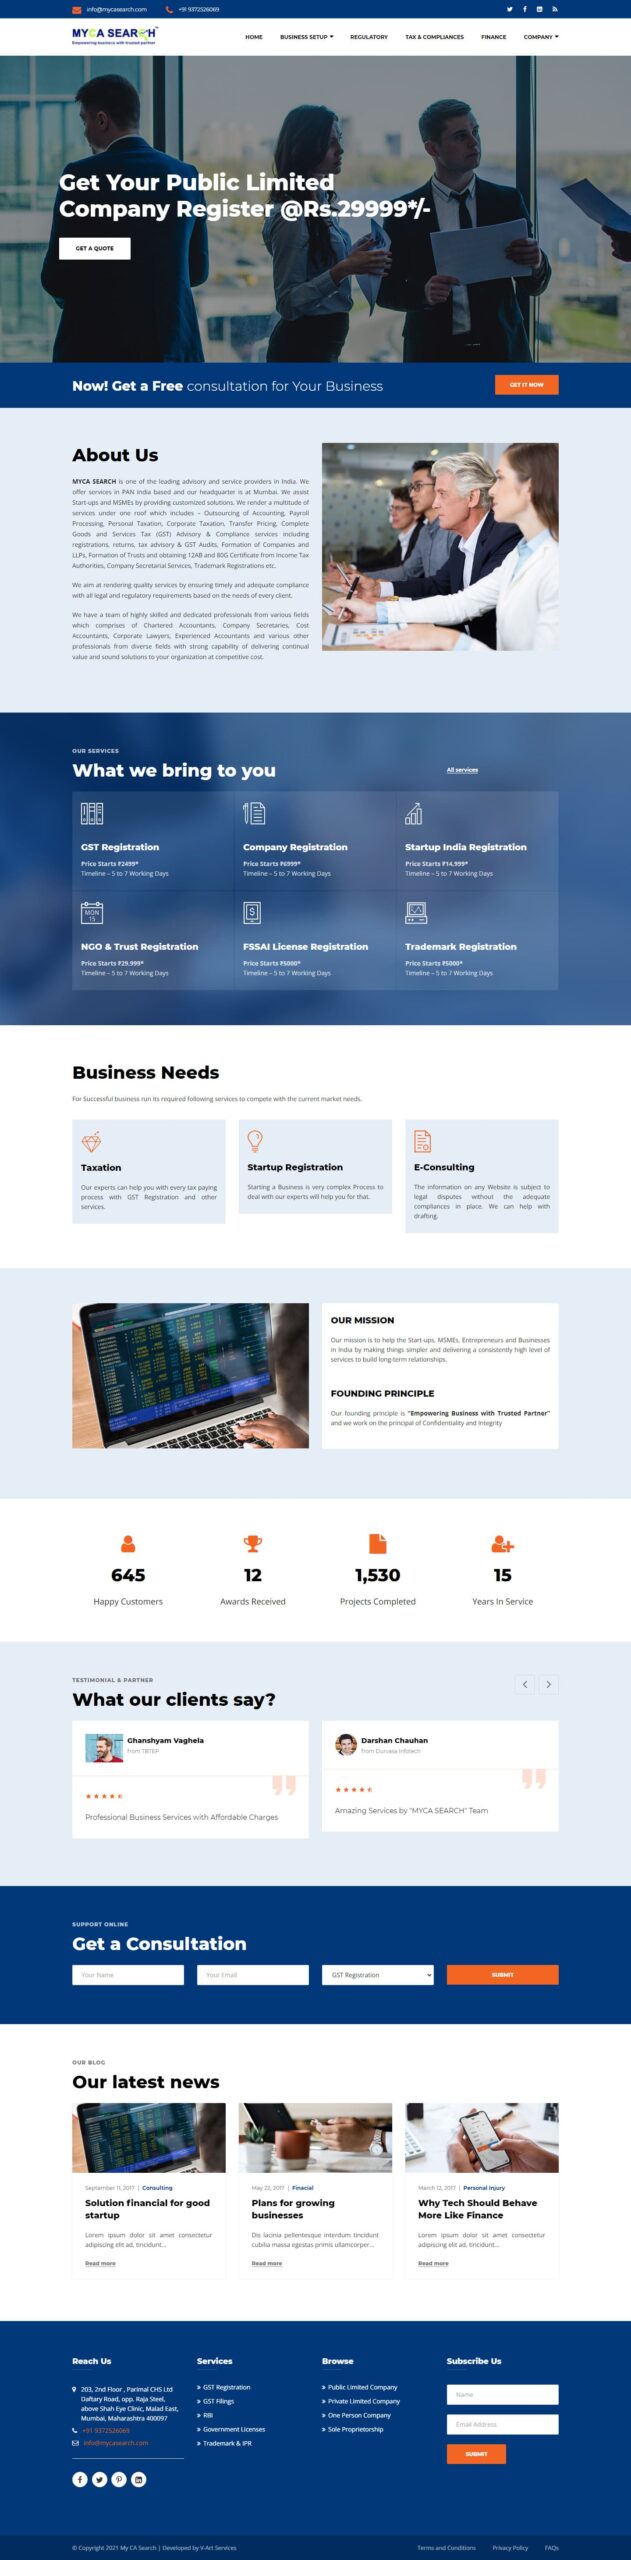 info@mycasearch.com +91 9372526069
MYCA SEARCH™
Empowering business with trusted partner
HOME BUSINESS SETUP REGULATORY TAX & COMPLIANCES FINANCE COMPANY
Get Your Public Limited
Company Register @Rs.29999*/-
GET A QUOTE
Now! Get a Free consultation for Your Business
GET IT NOW
About Us
MYCA SEARCH is one of the leading advisory and service providers in India. We
offer services in PAN India based and our headquarter is at Mumbai. We assist
Start-ups and MSMEs by providing customized solutions. We render a multitude of
services under one roof which includes – Outsourcing of Accounting, Payroll
Processing, Personal Taxation, Corporate Taxation, Transfer Pricing, Complete
Goods and Services Tax (GST) Advisory & Compliance services including
registrations, returns, tax advisory & GST Audits, Formation of Companies and
LLPs, Formation of Trusts and obtaining 12AB and 80G Certificate from Income Tax
Authorities, Company Secretarial Services, Trademark Registrations etc.
We aim at rendering quality services by ensuring timely and adequate compliance
with all legal and regulatory requirements based on the needs of every client.
We have a team of highly skilled and dedicated professionals from various fields
which comprises of Chartered Accountants, Company Secretaries, Cost
Accountants, Corporate Lawyers, Experienced Accountants and various other
professionals from diverse fields with strong capability of delivering continual
value and sound solutions to your organization at competitive cost.
OUR SERVICES
What we bring to you
All services
GST Registration
Price Starts ₹2499*
Timeline – 5 to 7 Working Days
Company Registration
Price Starts ₹6999*
Timeline – 5 to 7 Working Days
Startup India Registration
Price Starts ₹14,999*
Timeline – 5 to 7 Working Days
MON
15
NGO & Trust Registration
Price Starts ₹29,999*
Timeline – 5 to 7 Working Days
FSSAI License Registration
Price Starts ₹5000*
Timeline – 5 to 7 Working Days
Trademark Registration
Price Starts ₹5000*
Timeline – 5 to 7 Working Days
Business Needs
For Successful business run its required following services to compete with the current market needs.
Taxation
Our experts can help you with every tax paying
process with GST Registration and other
services.
Startup Registration
Starting a Business is very complex Process to
deal with our experts will help you for that.
E-Consulting
The information on any Website is subject to
legal disputes without the adequate
compliances in place. We can help with
drafting.
OUR MISSION
Our mission is to help the Start-ups, MSMEs, Entrepreneurs and Businesses
in India by making things simpler and delivering a consistently high level of
services to build long-term relationships.
FOUNDING PRINCIPLE
Our founding principle is "Empowering Business with Trusted Partner"
and we work on the principal of Confidentiality and Integrity
645
Happy Customers
12
Awards Received
1,530
Projects Completed
15
Years In Service
TESTIMONIAL & PARTNER
What our clients say?
Ghanshyam Vaghela
from TBTEP
Professional Business Services with Affordable Charges
Darshan Chauhan
from Durvasa Infotech
Amazing Services by "MYCA SEARCH" Team
SUPPORT ONLINE
Get a Consultation
Your Name
Your Email
GST Registration
SUBMIT
OUR BLOG
Our latest news
September 11, 2017 | Consulting
Solution financial for good
startup
Lorem ipsum dolor sit amet consectetur
adipiscing elit ad, tincidunt...
Read more
May 22, 2017 | Finacial
Plans for growing
businesses
Dis lacinia pellentesque interdum tincidunt
cubilia massa egestas primis ullamcorper...
Read more
March 12, 2017 | Personal Injury
Why Tech Should Behave
More Like Finance
Lorem ipsum dolor sit amet consectetur
adipiscing elit ad, tincidunt...
Read more
Reach Us
203, 2nd Floor , Parimal CHS Ltd
Daftary Road, opp. Raja Steel,
above Shah Eye Clinic, Malad East,
Mumbai, Maharashtra 400097
+91 9372526069
info@mycasearch.com
Services
GST Registration
GST Filings
RBI
Government Licenses
Trademark & IPR
Browse
Public Limited Company
Private Limited Company
One Person Company
Sole Proprietorship
Subscribe Us
Name
Email Address
SUBMIT
© Copyright 2021 My CA Search | Developed by V-Art Services
Terms and Conditions Privacy Policy FAQs